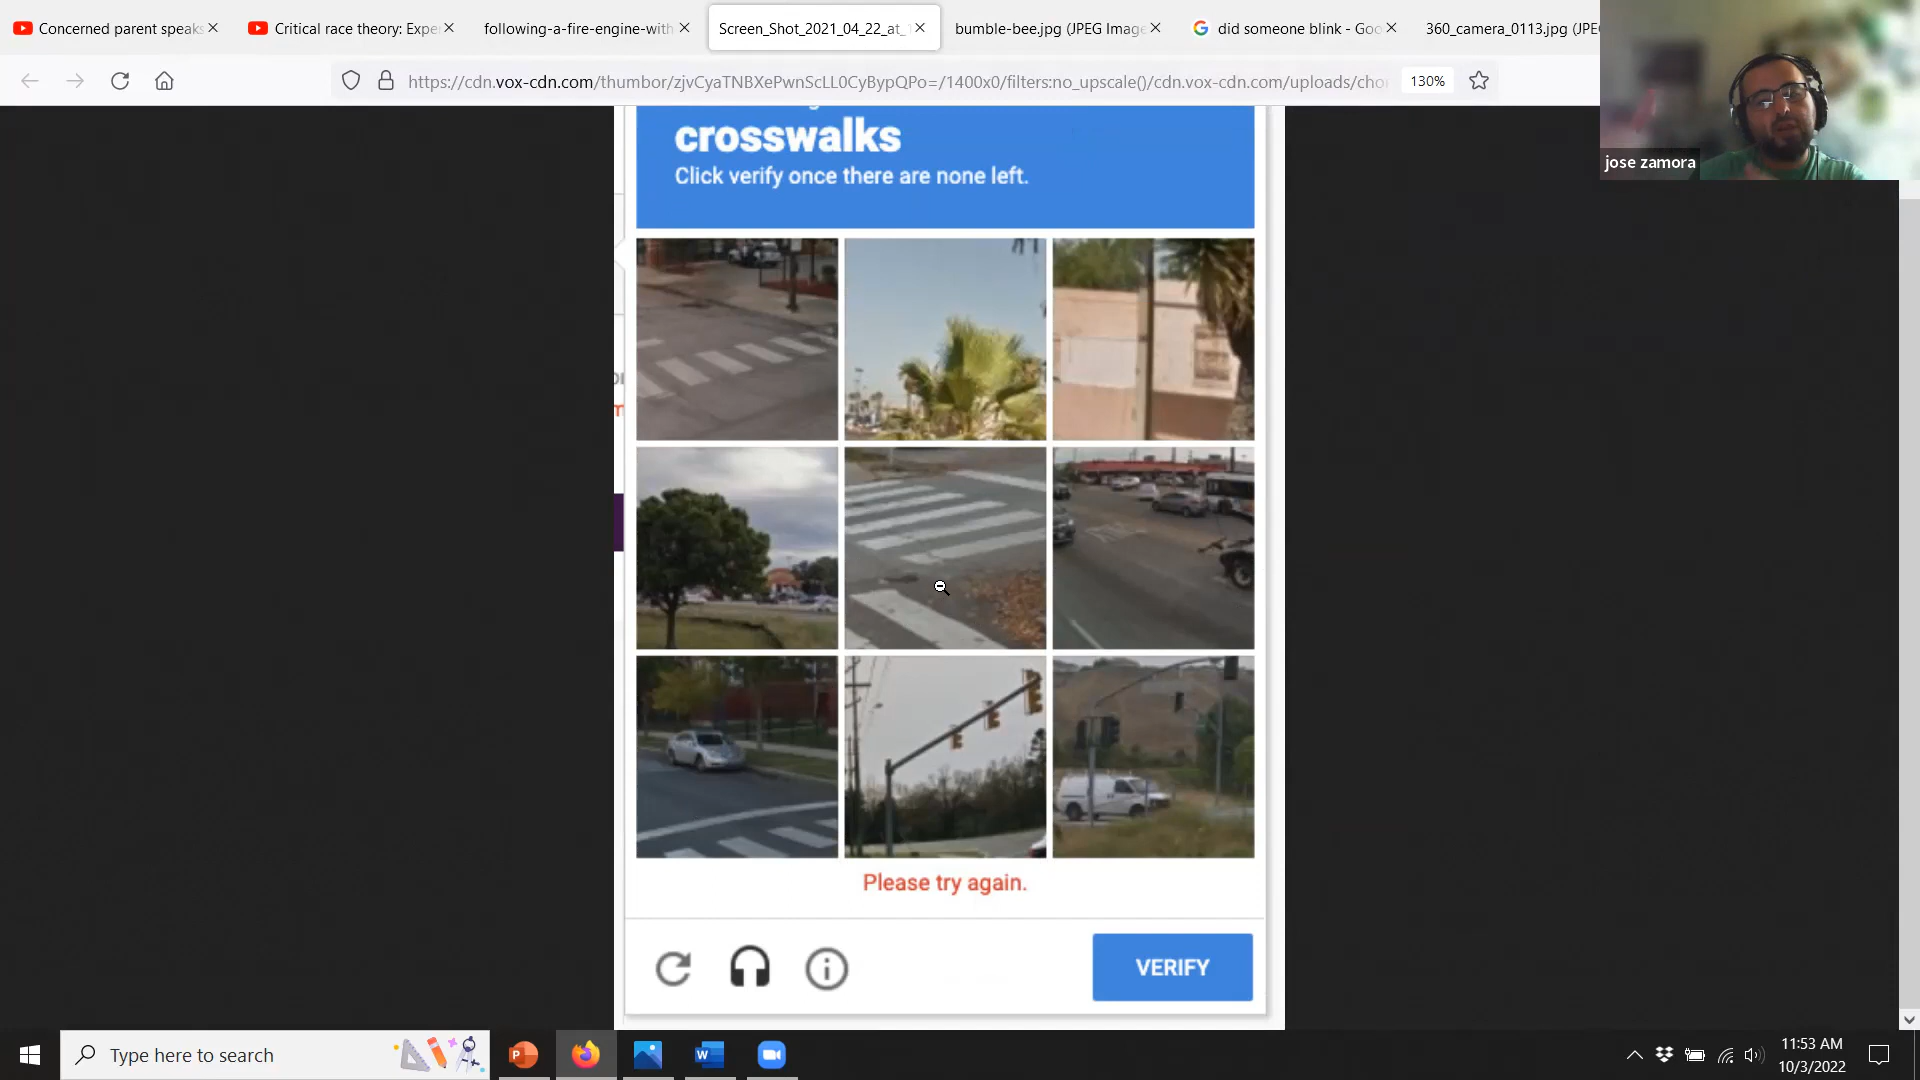 Concerned parent speaks
Critical race theory: Expe
following-a-fire-engine-with
Screen_Shot_2021_04_22_at_
bumble-bee.jpg (JPEG Image
did someone blink - Goo
360_camera_0113.jpg (JPE
https://cdn.vox-cdn.com/thumbor/zjvCyaTNBXePwnScLL0CyBypQPo=/1400x0/filters:no_upscale()/cdn.vox-cdn.com/uploads/cho
130%
jose zamora
crosswalks
Click verify once there are none left.
Please try again.
VERIFY
Type here to search
11:53 AM
10/3/2022